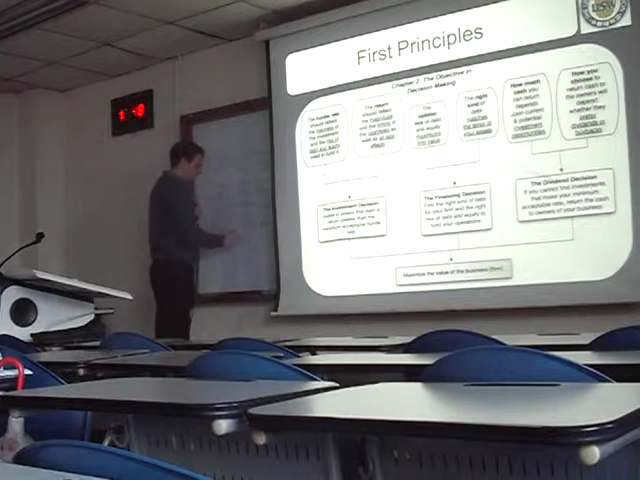 First Principles
Chapter 2: The Objective in
Decision Making
The hurdle rate
should reflect
the riskiness of
the investment
and the mix of
debt and equity
used to fund it.
The return
should reflect
the magnitude
and the timing of
the cashflows as
well as all side
effects.
The
optimal
mix of debt
and equity
maximizes
firm value
The right
kind of
debt
matches
the tenor of
your assets
How much
cash you
can return
depends
upon current
& potential
investment
opportunities
How you
choose to
return cash to
the owners will
depend
whether they
prefer
dividends or
buybacks
The Investment Decision
Invest in assets that earn a
return greater than the
minimum acceptable hurdle
rate
The Financing Decision
Find the right kind of debt
for your firm and the right
mix of debt and equity to
fund your operations
The Dividend Decision
If you cannot find investments
that make your minimum
acceptable rate, return the cash
to owners of your business
Maximize the value of the business (firm)